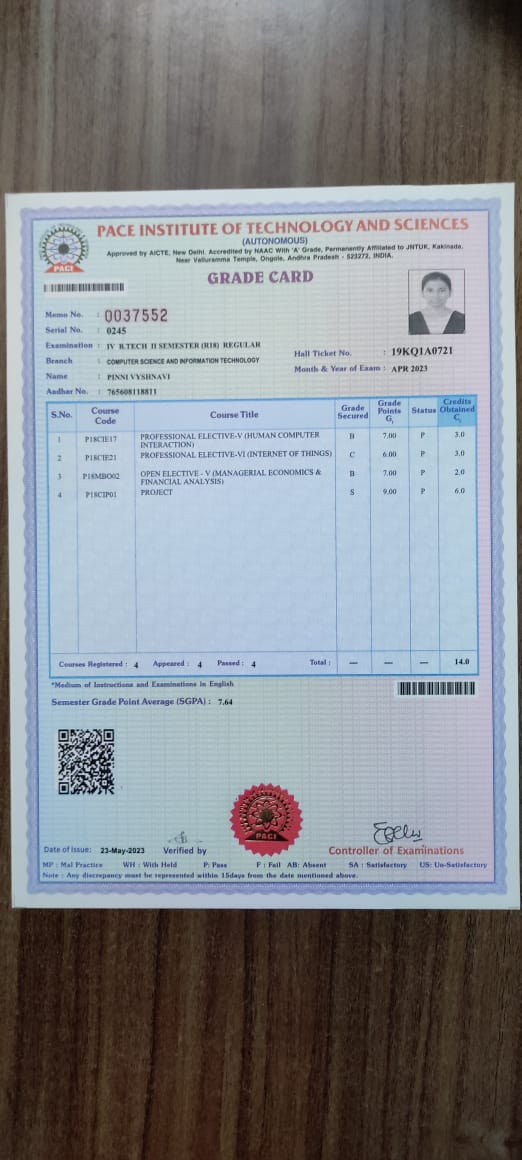 PACE INSTITUTE OF TECHNOLOGY AND SCIENCES
(AUTONOMOUS)
Approved by AICTE, New Delhi, Accredited by NAAC With 'A' Grade, Permanently Affiliated to JNTUK, Kakinada.
Near Valluramma Temple, Ongole, Andhra Pradesh - 523272, INDIA.
PACE
GRADE CARD
Memo No. : 0037552
Serial No. : 0245
Examination : IV B.TECH II SEMESTER (R18) REGULAR
Branch : COMPUTER SCIENCE AND INFORMATION TECHNOLOGY
Name : PINNI VYSHNAVI
Aadhar No. : 765608118811
Hall Ticket No. : 19KQ1A0721
Month & Year of Exam : APR 2023
S.No. Course Code Course Title Grade Secured Grade Points Gi Status Credits Obtained Ci
1 P18CIE17 PROFESSIONAL ELECTIVE-V (HUMAN COMPUTER INTERACTION) B 7.00 P 3.0
2 P18CIE21 PROFESSIONAL ELECTIVE-VI (INTERNET OF THINGS) C 6.00 P 3.0
3 P18MBO02 OPEN ELECTIVE - V (MANAGERIAL ECONOMICS & FINANCIAL ANALYSIS) B 7.00 P 2.0
4 P18CIP01 PROJECT S 9.00 P 6.0
Courses Registered : 4 Appeared : 4 Passed : 4 Total : — — — 14.0
*Medium of Instructions and Examinations in English
Semester Grade Point Average (SGPA) : 7.64
PACE
Date of Issue: 23-May-2023 Verified by Controller of Examinations
MP : Mal Practice WH : With Held P: Pass F : Fail AB: Absent SA : Satisfactory US: Un-Satisfactory
Note : Any discrepancy must be represented within 15days from the date mentioned above.